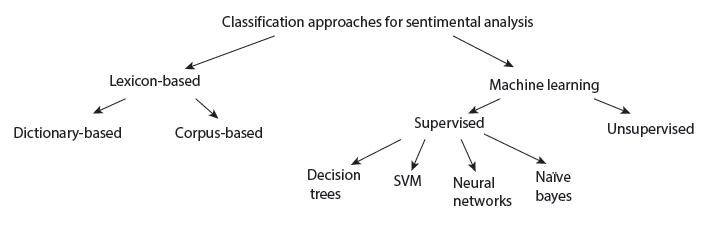 Classification approaches for sentimental analysis
Lexicon-based
Machine learning
Dictionary-based
Corpus-based
Supervised
Unsupervised
Decision
trees
SVM
Neural
networks
Naïve
bayes